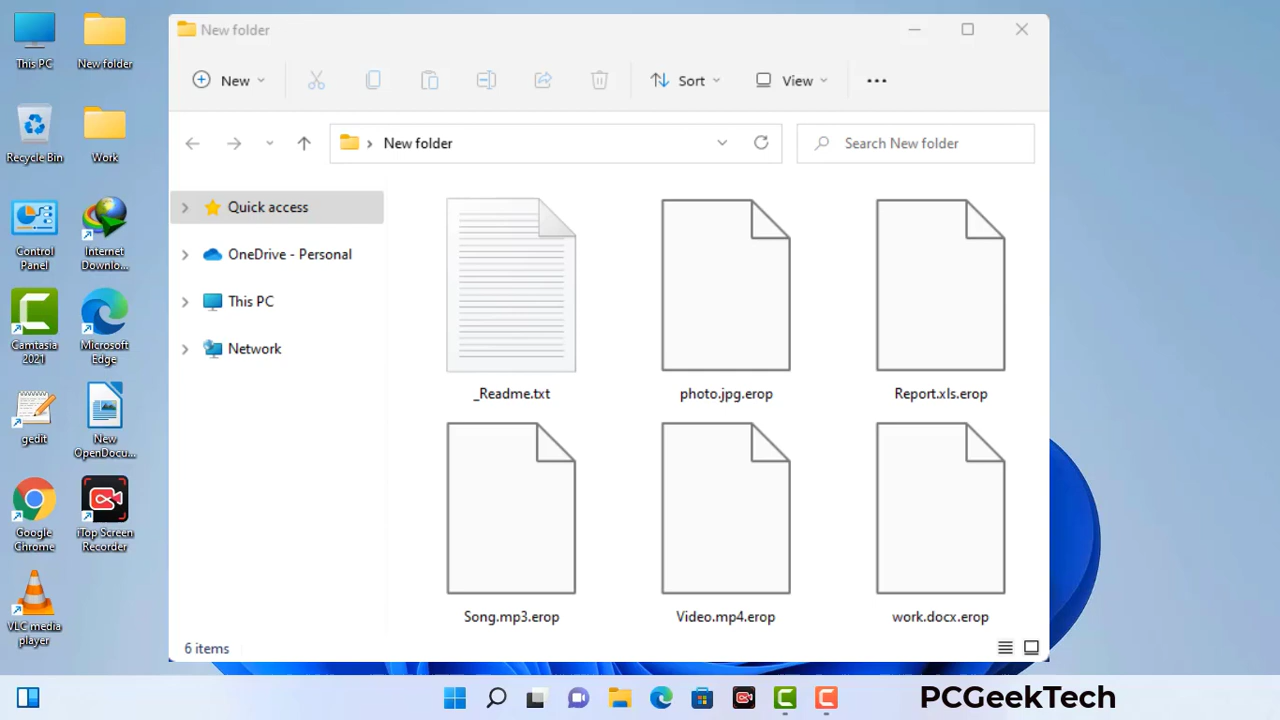 This PC
New folder
Recycle Bin
Work
Control
Panel
Internet
Downlo...
Camtasia
2021
Microsoft
Edge
gedit
New
OpenDocu...
Google
Chrome
iTop Screen
Recorder
VLC media
player
New folder
New
Sort
View
New folder
Search New folder
Quick access
OneDrive - Personal
This PC
Network
_Readme.txt
photo.jpg.erop
Report.xls.erop
Song.mp3.erop
Video.mp4.erop
work.docx.erop
6 items
PCGeekTech